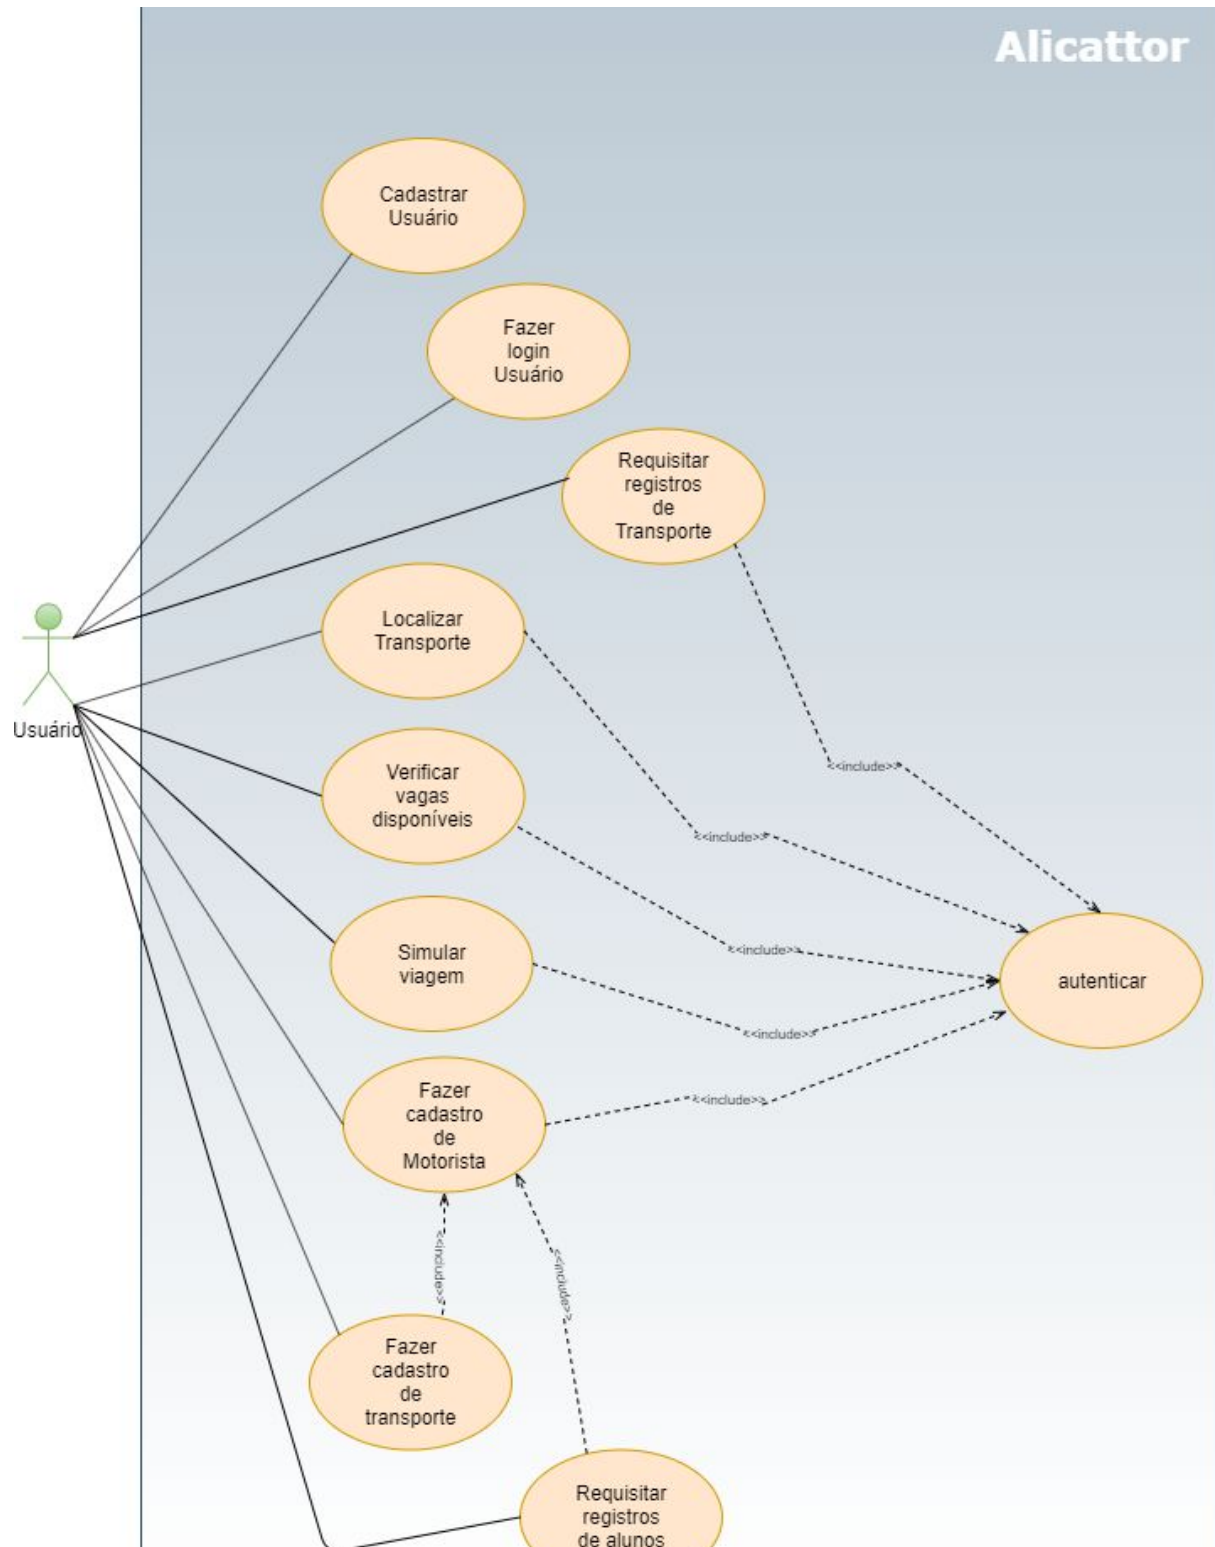 Alicattor
Cadastrar
Usuário
Fazer
login
Usuário
Requisitar
registros
de
Transporte
Localizar
Transporte
Usuário
Verificar
vagas
disponíveis
<<include>>
<<include>>
<<include>>
Simular
viagem
autenticar
<<include>>
Fazer
cadastro
de
Motorista
<<include>>
<<include>>
<<include>>
Fazer
cadastro
de
transporte
Requisitar
registros
de alunos